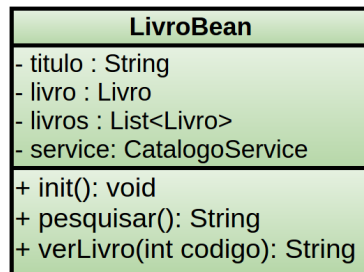 LivroBean
- titulo : String
- livro : Livro
- livros : List<Livro>
- service: CatalogoService
+ init(): void
+ pesquisar(): String
+ verLivro(int codigo): String